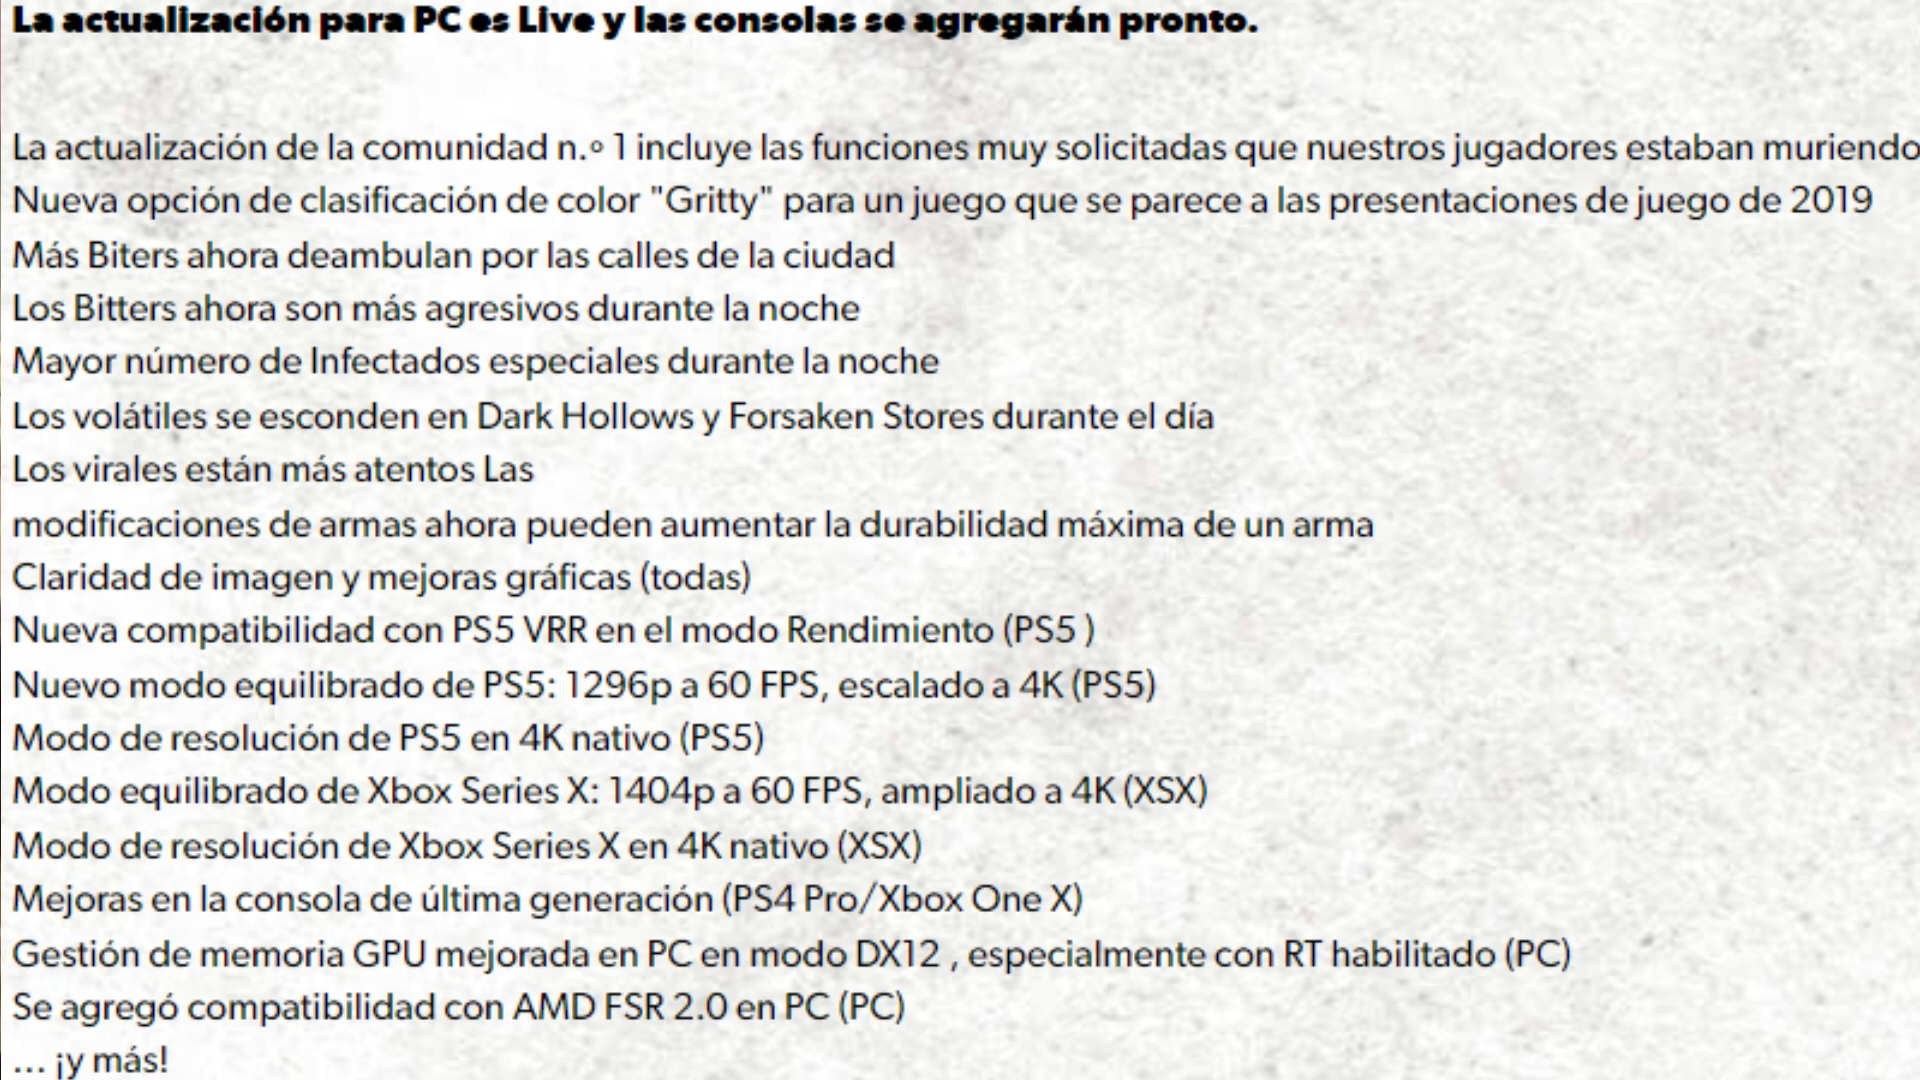 La actualización para PC es Live y las consolas se agregarán pronto.
La actualización de la comunidad n.º 1 incluye las funciones muy solicitadas que nuestros jugadores estaban muriendo
Nueva opción de clasificación de color "Gritty" para un juego que se parece a las presentaciones de juego de 2019
Más Biters ahora deambulan por las calles de la ciudad
Los Bitters ahora son más agresivos durante la noche
Mayor número de Infectados especiales durante la noche
Los volátiles se esconden en Dark Hollows y Forsaken Stores durante el día
Los virales están más atentos Las
modificaciones de armas ahora pueden aumentar la durabilidad máxima de un arma
Claridad de imagen y mejoras gráficas (todas)
Nueva compatibilidad con PS5 VRR en el modo Rendimiento (PS5 )
Nuevo modo equilibrado de PS5: 1296p a 60 FPS, escalado a 4K (PS5)
Modo de resolución de PS5 en 4K nativo (PS5)
Modo equilibrado de Xbox Series X: 1404p a 60 FPS, ampliado a 4K (XSX)
Modo de resolución de Xbox Series X en 4K nativo (XSX)
Mejoras en la consola de última generación (PS4 Pro/Xbox One X)
Gestión de memoria GPU mejorada en PC en modo DX12 , especialmente con RT habilitado (PC)
Se agregó compatibilidad con AMD FSR 2.0 en PC (PC)
... ¡y más!